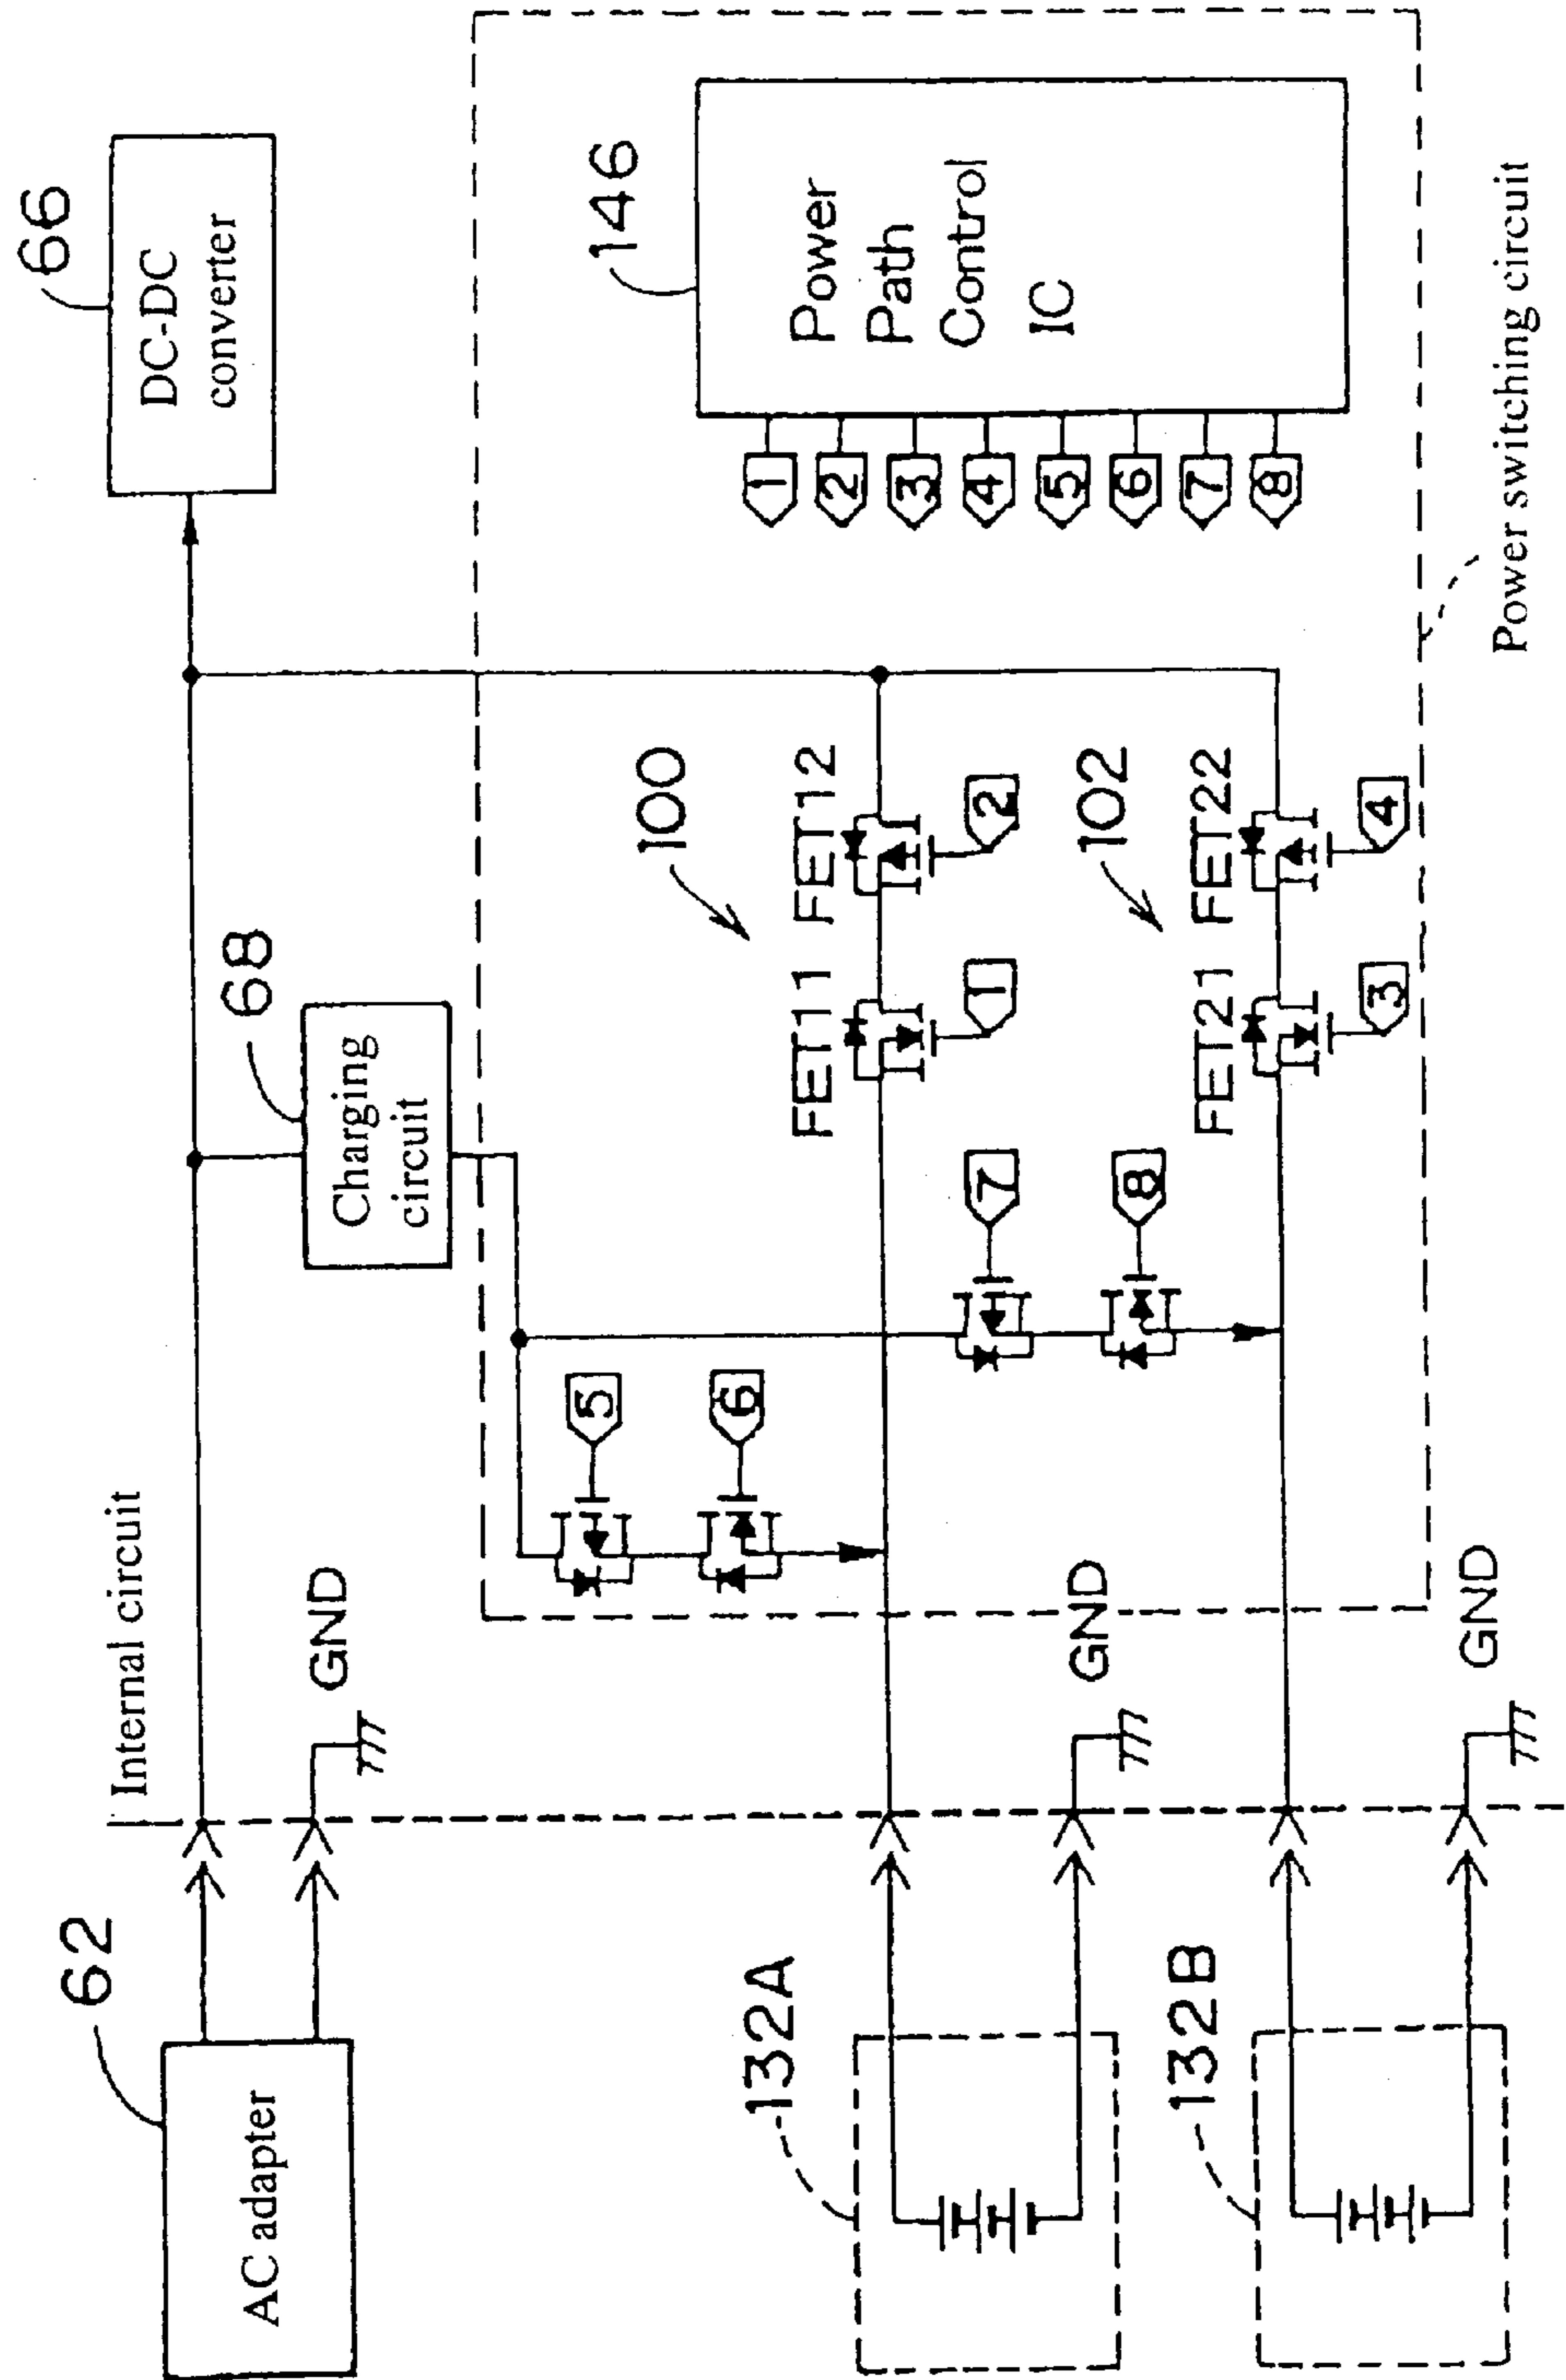 62
AC adapter
Internal circuit
GND
66
DC-DC
converter
68
Charging
circuit
5
6
7
8
100
FET11
FET12
1
2
102
FET21
FET22
3
4
146
Power
Path
Control
IC
1
2
3
4
5
6
7
8
132A
GND
132B
GND
Power switching circuit